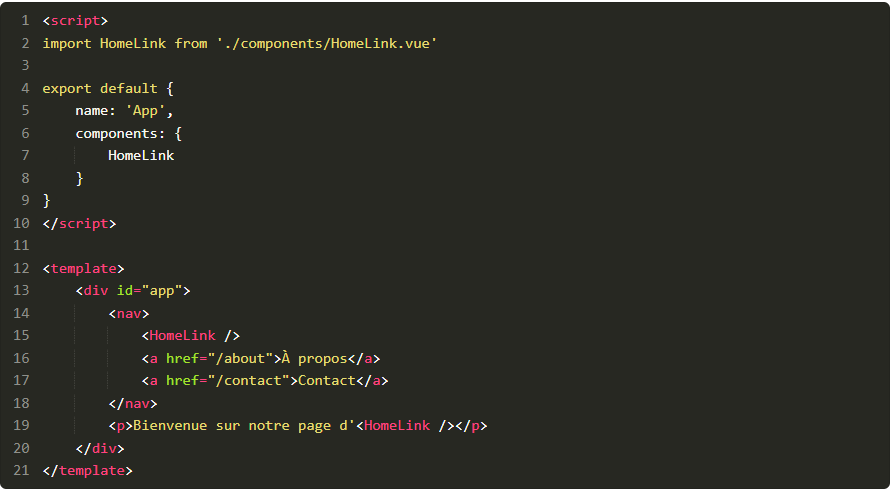 1 <script>
2 import HomeLink from './components/HomeLink.vue'
3
4 export default {
5     name: 'App',
6     components: {
7         HomeLink
8     }
9 }
10 </script>
11
12 <template>
13     <div id="app">
14         <nav>
15             <HomeLink />
16             <a href="/about">À propos</a>
17             <a href="/contact">Contact</a>
18         </nav>
19         <p>Bienvenue sur notre page d'<HomeLink /></p>
20     </div>
21 </template>